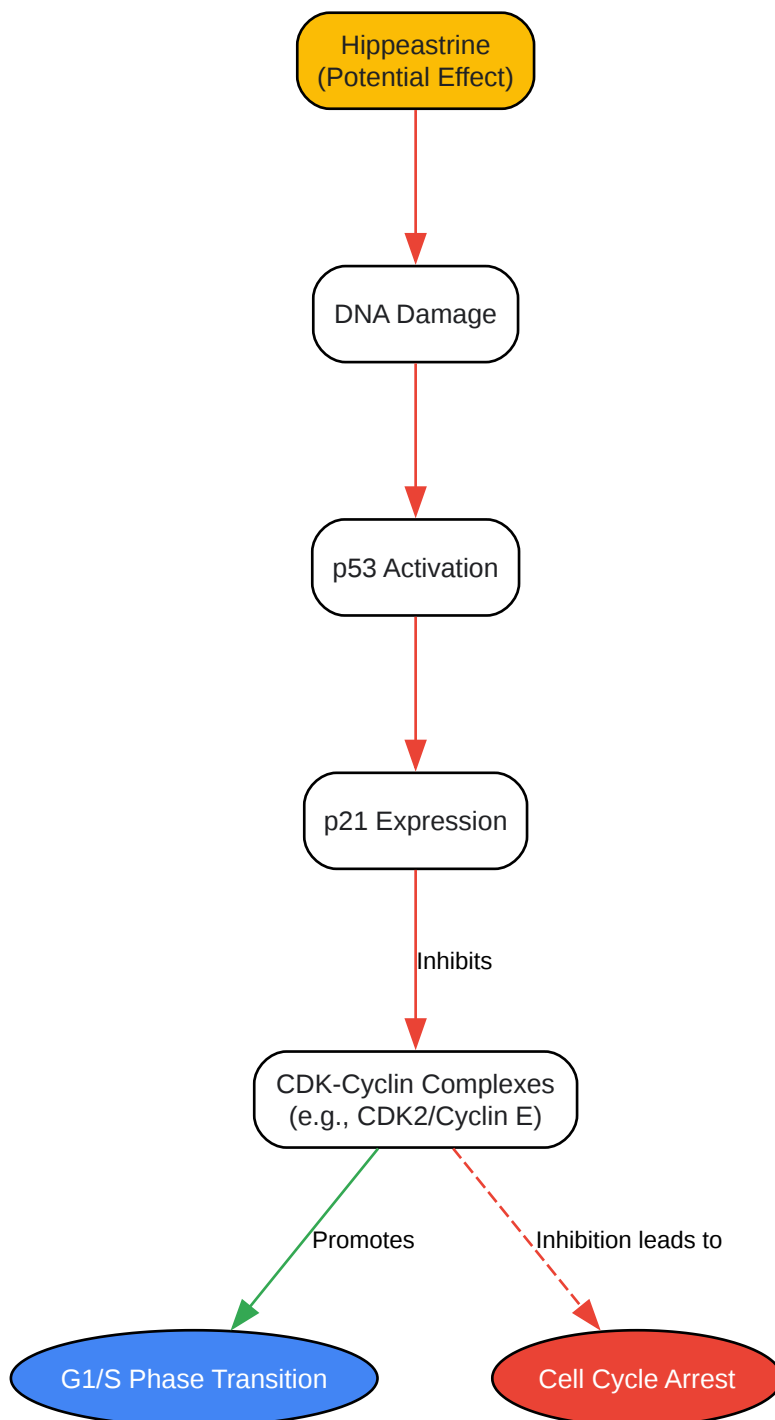 Hippeastrine
(Potential Effect)
DNA Damage
p53 Activation
p21 Expression
Inhibits
CDK-Cyclin Complexes
(e.g., CDK2/Cyclin E)
Promotes
Inhibition leads to
G1/S Phase Transition
Cell Cycle Arrest